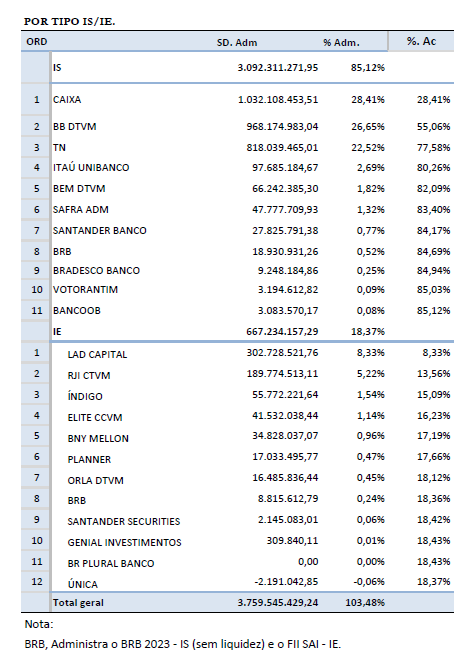 POR TIPO IS/IE.
ORD SD. Adm % Adm. %. Ac
IS 3.092.311.271,95 85,12%
1 CAIXA 1.032.108.453,51 28,41% 28,41%
2 BB DTVM 968.174.983,04 26,65% 55,06%
3 TN 818.039.465,01 22,52% 77,58%
4 ITAÚ UNIBANCO 97.685.184,67 2,69% 80,26%
5 BEM DTVM 66.242.385,30 1,82% 82,09%
6 SAFRA ADM 47.777.709,93 1,32% 83,40%
7 SANTANDER BANCO 27.825.791,38 0,77% 84,17%
8 BRB 18.930.931,26 0,52% 84,69%
9 BRADESCO BANCO 9.248.184,86 0,25% 84,94%
10 VOTORANTIM 3.194.612,82 0,09% 85,03%
11 BANCOOB 3.083.570,17 0,08% 85,12%
IE 667.234.157,29 18,37%
1 LAD CAPITAL 302.728.521,76 8,33% 8,33%
2 RJI CTVM 189.774.513,11 5,22% 13,56%
3 ÍNDIGO 55.772.221,64 1,54% 15,09%
4 ELITE CCVM 41.532.038,44 1,14% 16,23%
5 BNY MELLON 34.828.037,07 0,96% 17,19%
6 PLANNER 17.033.495,77 0,47% 17,66%
7 ORLA DTVM 16.485.836,44 0,45% 18,12%
8 BRB 8.815.612,79 0,24% 18,36%
9 SANTANDER SECURITIES 2.145.083,01 0,06% 18,42%
10 GENIAL INVESTIMENTOS 309.840,11 0,01% 18,43%
11 BR PLURAL BANCO 0,00 0,00% 18,43%
12 ÚNICA -2.191.042,85 -0,06% 18,37%
Total geral 3.759.545.429,24 103,48%
Nota:
BRB, Administra o BRB 2023 - IS (sem liquidez) e o FII SAI - IE.